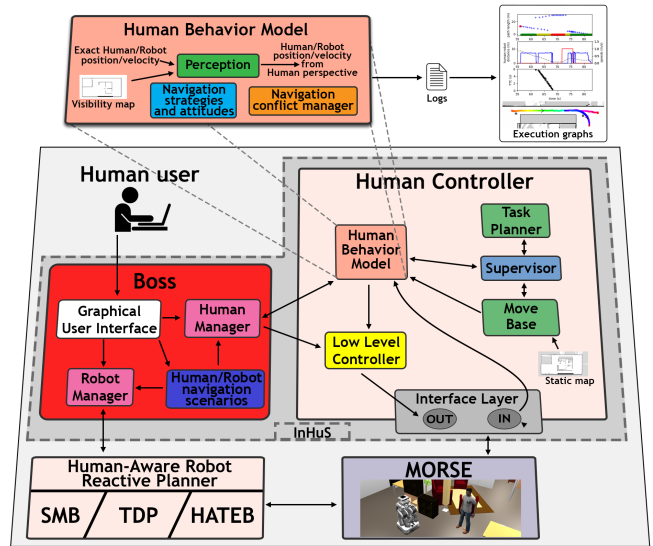 Human Behavior Model
Exact Human/Robot
position/velocity
Visibility map
Perception
Human/Robot
position/velocity
from
Human perspective
Navigation
strategies
and attitudes
Navigation
conflict manager
Logs
Execution graphs
Human user
Human Controller
Boss
Graphical
User Interface
Human
Manager
Robot
Manager
Human/Robot
navigation
scenarios
Human
Behavior
Model
Task
Planner
Supervisor
Move
Base
Static map
Low Level
Controller
Interface Layer
OUT
IN
InHuS
Human-Aware Robot
Reactive Planner
SMB
TDP
HATEB
MORSE